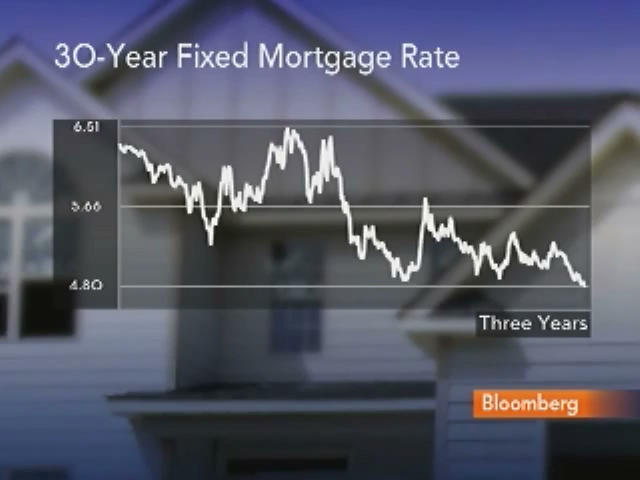 30-Year Fixed Mortgage Rate
6.51
5.66
4.80
Three Years
Bloomberg